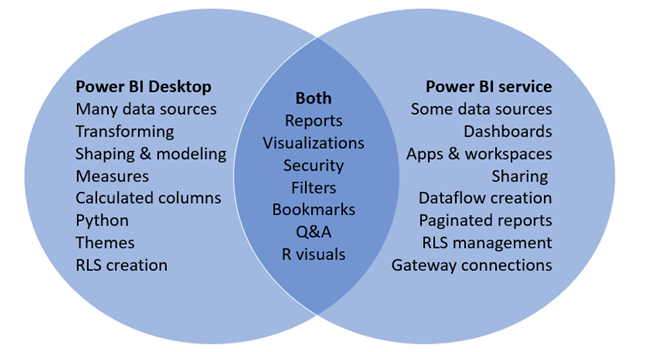 Power BI Desktop
Many data sources
Transforming
Shaping & modeling
Measures
Calculated columns
Python
Themes
RLS creation
Both
Reports
Visualizations
Security
Filters
Bookmarks
Q&A
R visuals
Power BI service
Some data sources
Dashboards
Apps & workspaces
Sharing
Dataflow creation
Paginated reports
RLS management
Gateway connections